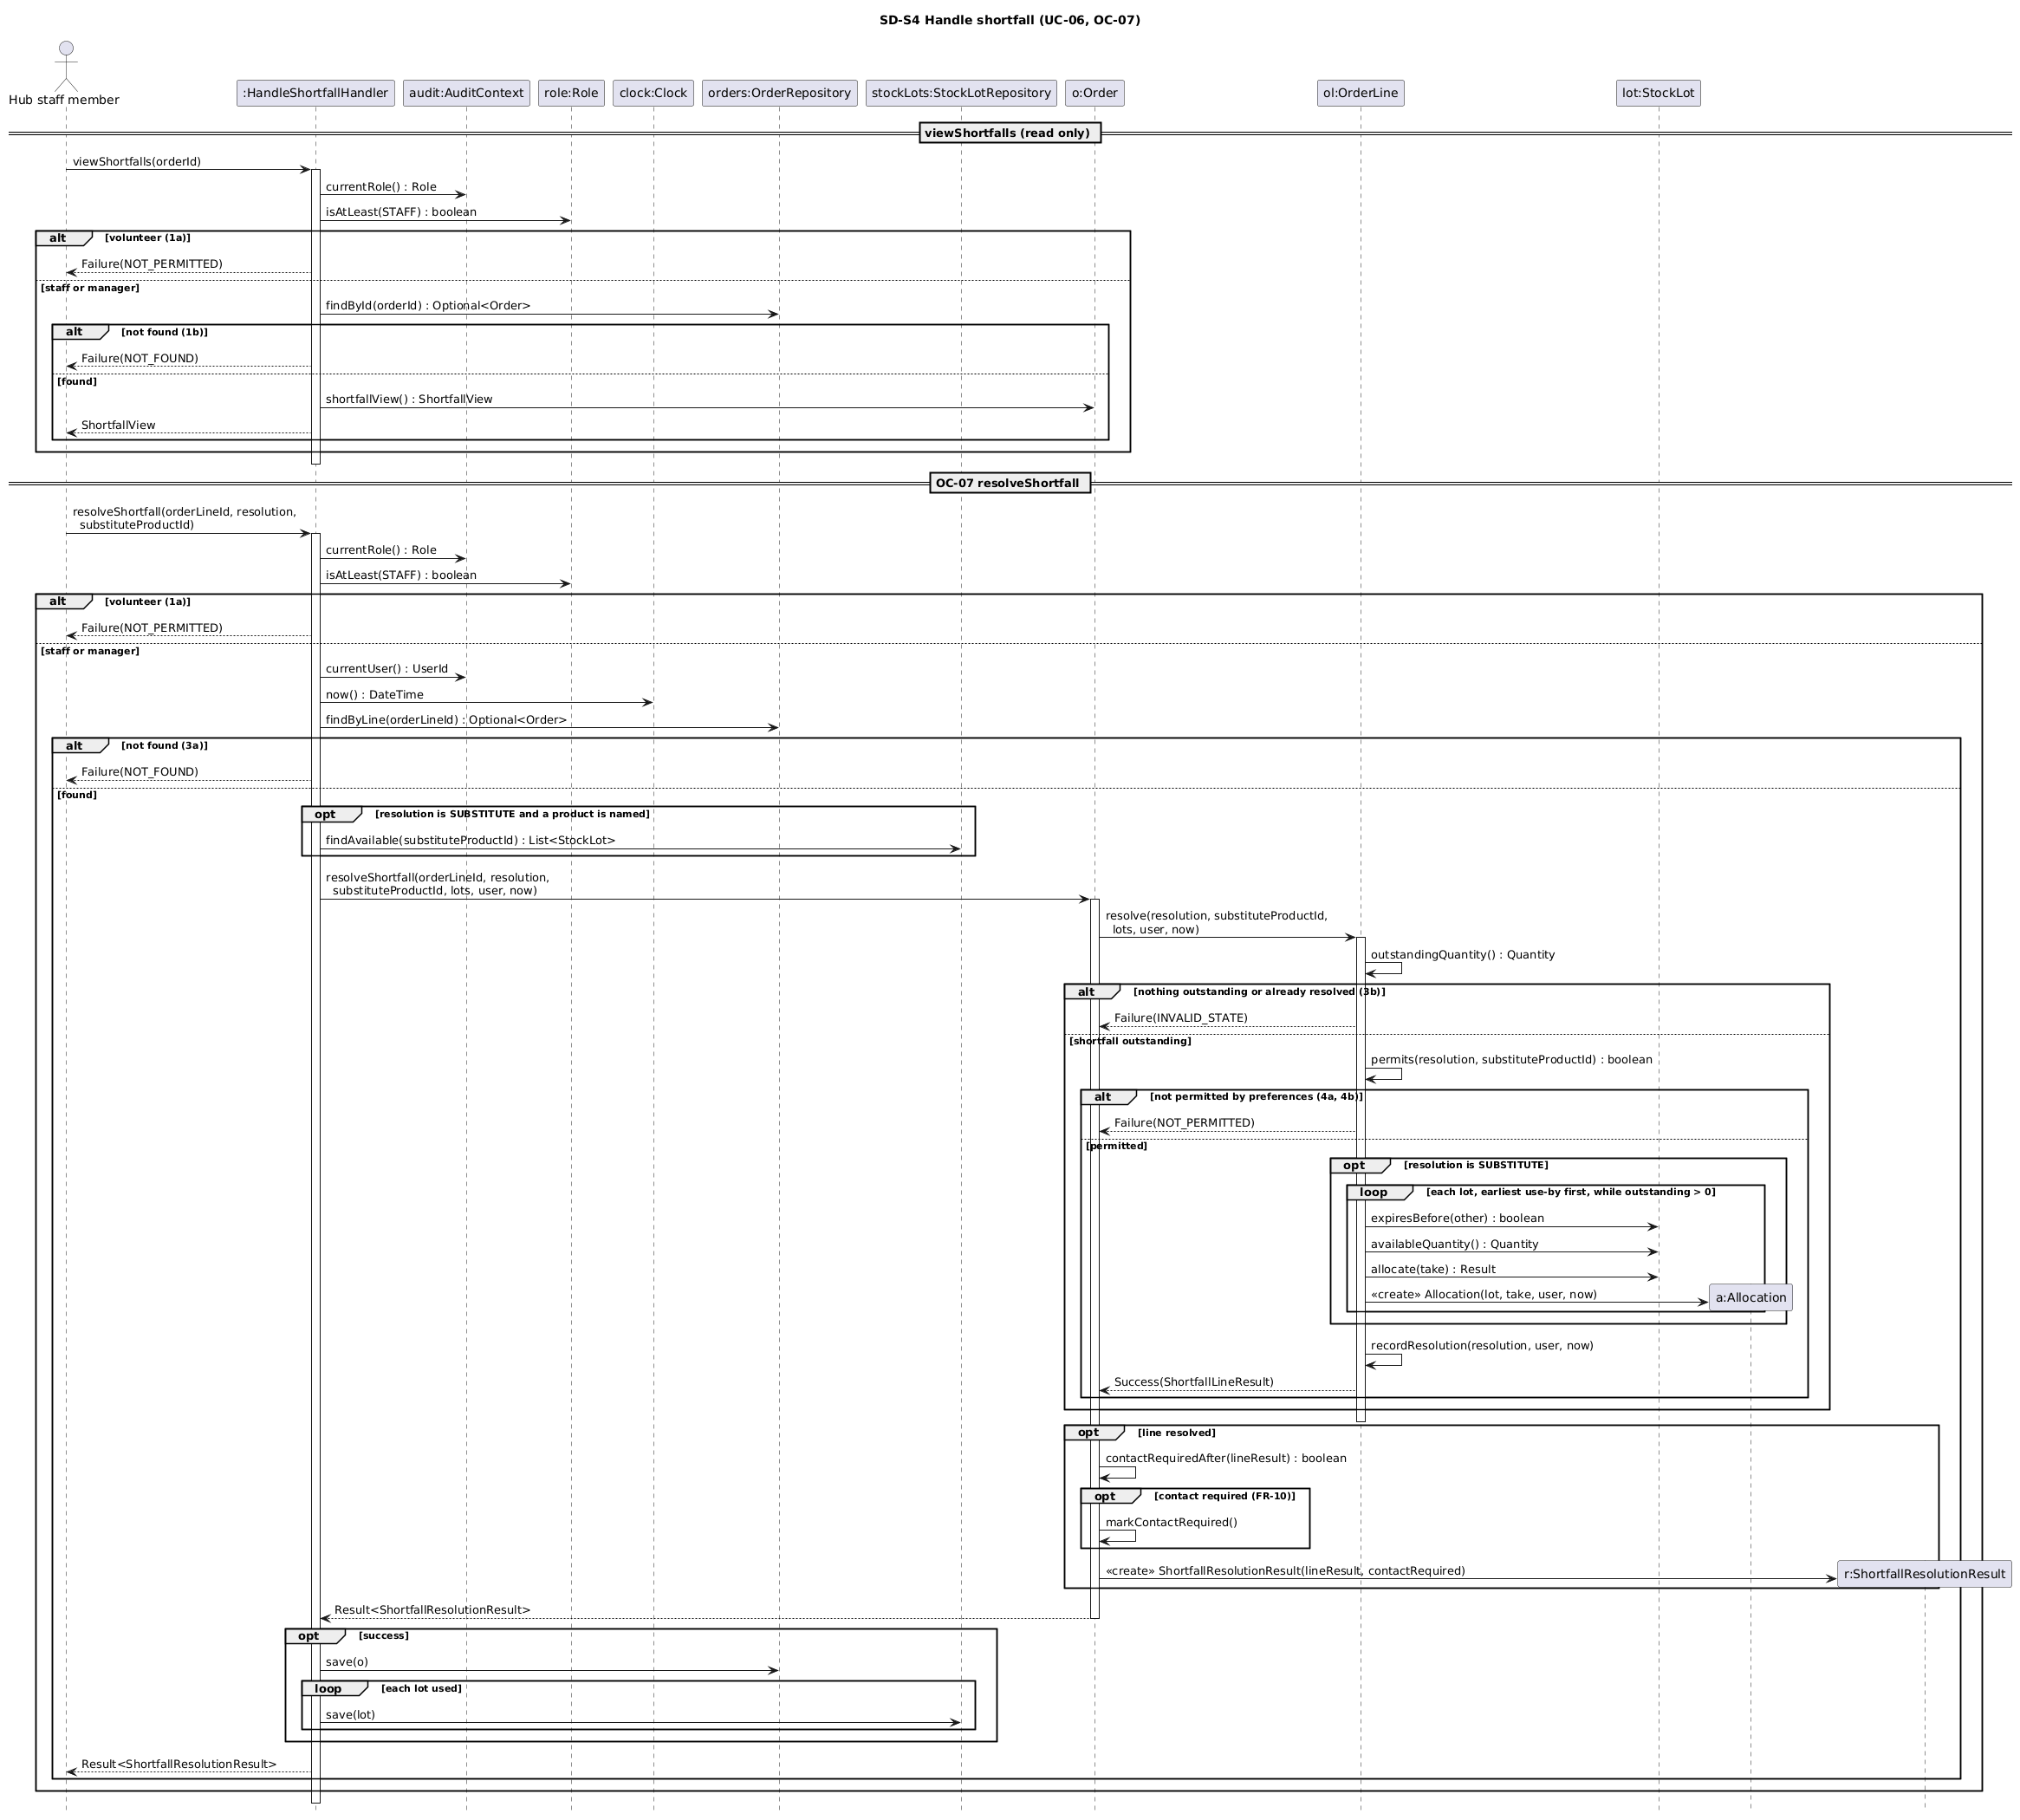 SD-S4 Handle shortfall (UC-06, OC-07)
Hub staff member
:HandleShortfallHandler
audit:AuditContext
role:Role
clock:Clock
orders:OrderRepository
stockLots:StockLotRepository
o:Order
ol:OrderLine
lot:StockLot
viewShortfalls (read only)
viewShortfalls(orderId)
currentRole() : Role
isAtLeast(STAFF) : boolean
alt [volunteer (1a)]
Failure(NOT_PERMITTED)
[staff or manager]
findById(orderId) : Optional<Order>
alt [not found (1b)]
Failure(NOT_FOUND)
[found]
shortfallView() : ShortfallView
ShortfallView
OC-07 resolveShortfall
resolveShortfall(orderLineId, resolution,
substituteProductId)
currentRole() : Role
isAtLeast(STAFF) : boolean
alt [volunteer (1a)]
Failure(NOT_PERMITTED)
[staff or manager]
currentUser() : UserId
now() : DateTime
findByLine(orderLineId) : Optional<Order>
alt [not found (3a)]
Failure(NOT_FOUND)
[found]
opt [resolution is SUBSTITUTE and a product is named]
findAvailable(substituteProductId) : List<StockLot>
resolveShortfall(orderLineId, resolution,
substituteProductId, lots, user, now)
resolve(resolution, substituteProductId,
lots, user, now)
outstandingQuantity() : Quantity
alt [nothing outstanding or already resolved (3b)]
Failure(INVALID_STATE)
[shortfall outstanding]
permits(resolution, substituteProductId) : boolean
alt [not permitted by preferences (4a, 4b)]
Failure(NOT_PERMITTED)
[permitted]
opt [resolution is SUBSTITUTE]
loop [each lot, earliest use-by first, while outstanding > 0]
expiresBefore(other) : boolean
availableQuantity() : Quantity
allocate(take) : Result
«create» Allocation(lot, take, user, now)
a:Allocation
recordResolution(resolution, user, now)
Success(ShortfallLineResult)
opt [line resolved]
contactRequiredAfter(lineResult) : boolean
opt [contact required (FR-10)]
markContactRequired()
«create» ShortfallResolutionResult(lineResult, contactRequired)
r:ShortfallResolutionResult
Result<ShortfallResolutionResult>
opt [success]
save(o)
loop [each lot used]
save(lot)
Result<ShortfallResolutionResult>